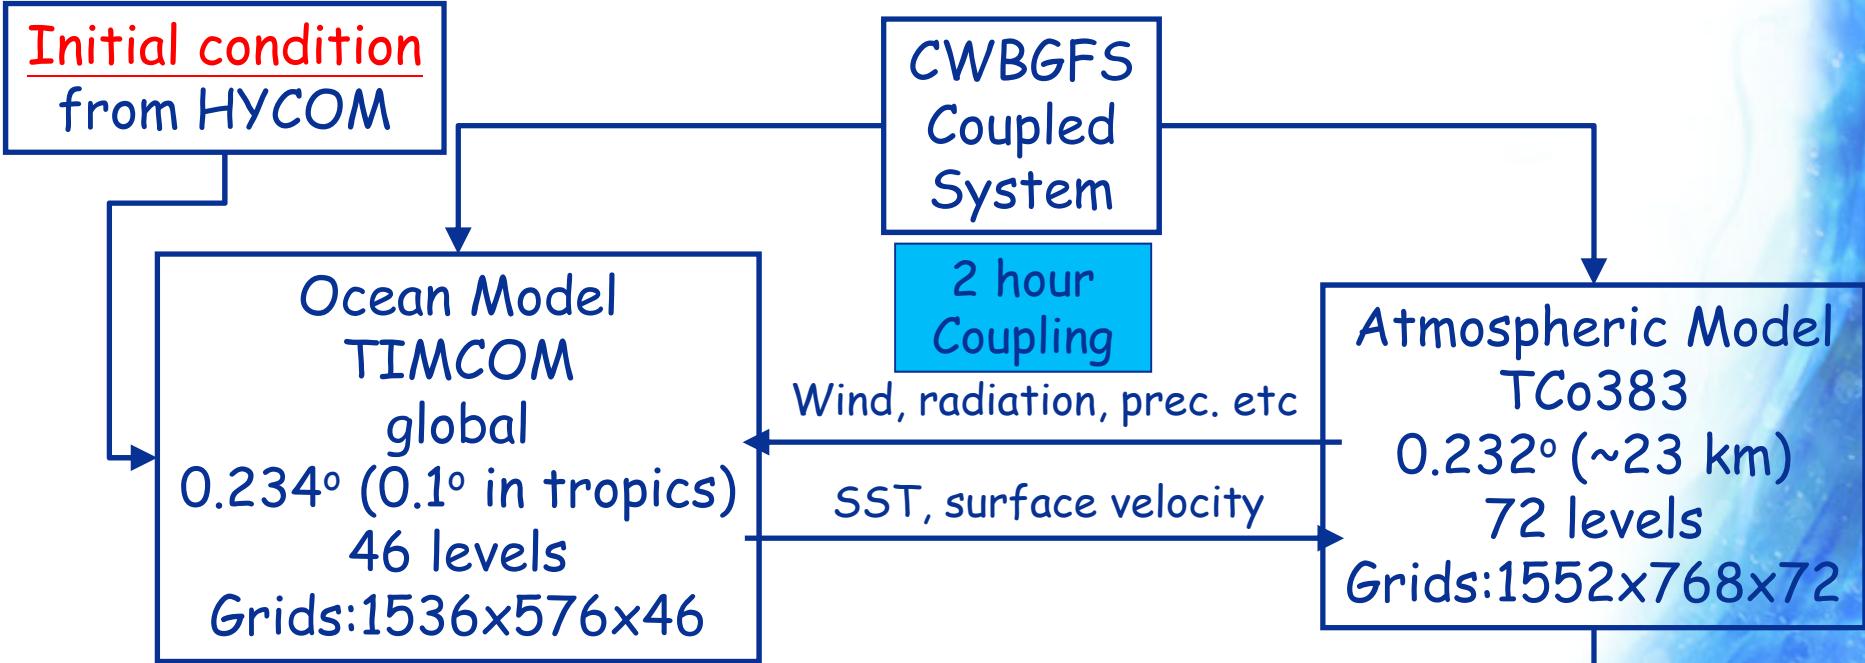 Initial condition
from HYCOM
CWBGFS
Coupled
System
2 hour
Coupling
Ocean Model
TIMCOM
global
0.234° (0.1° in tropics)
46 levels
Grids:1536x576x46
Wind, radiation, prec. etc
SST, surface velocity
Atmospheric Model
TCo383
0.232° (~23 km)
72 levels
Grids:1552x768x72